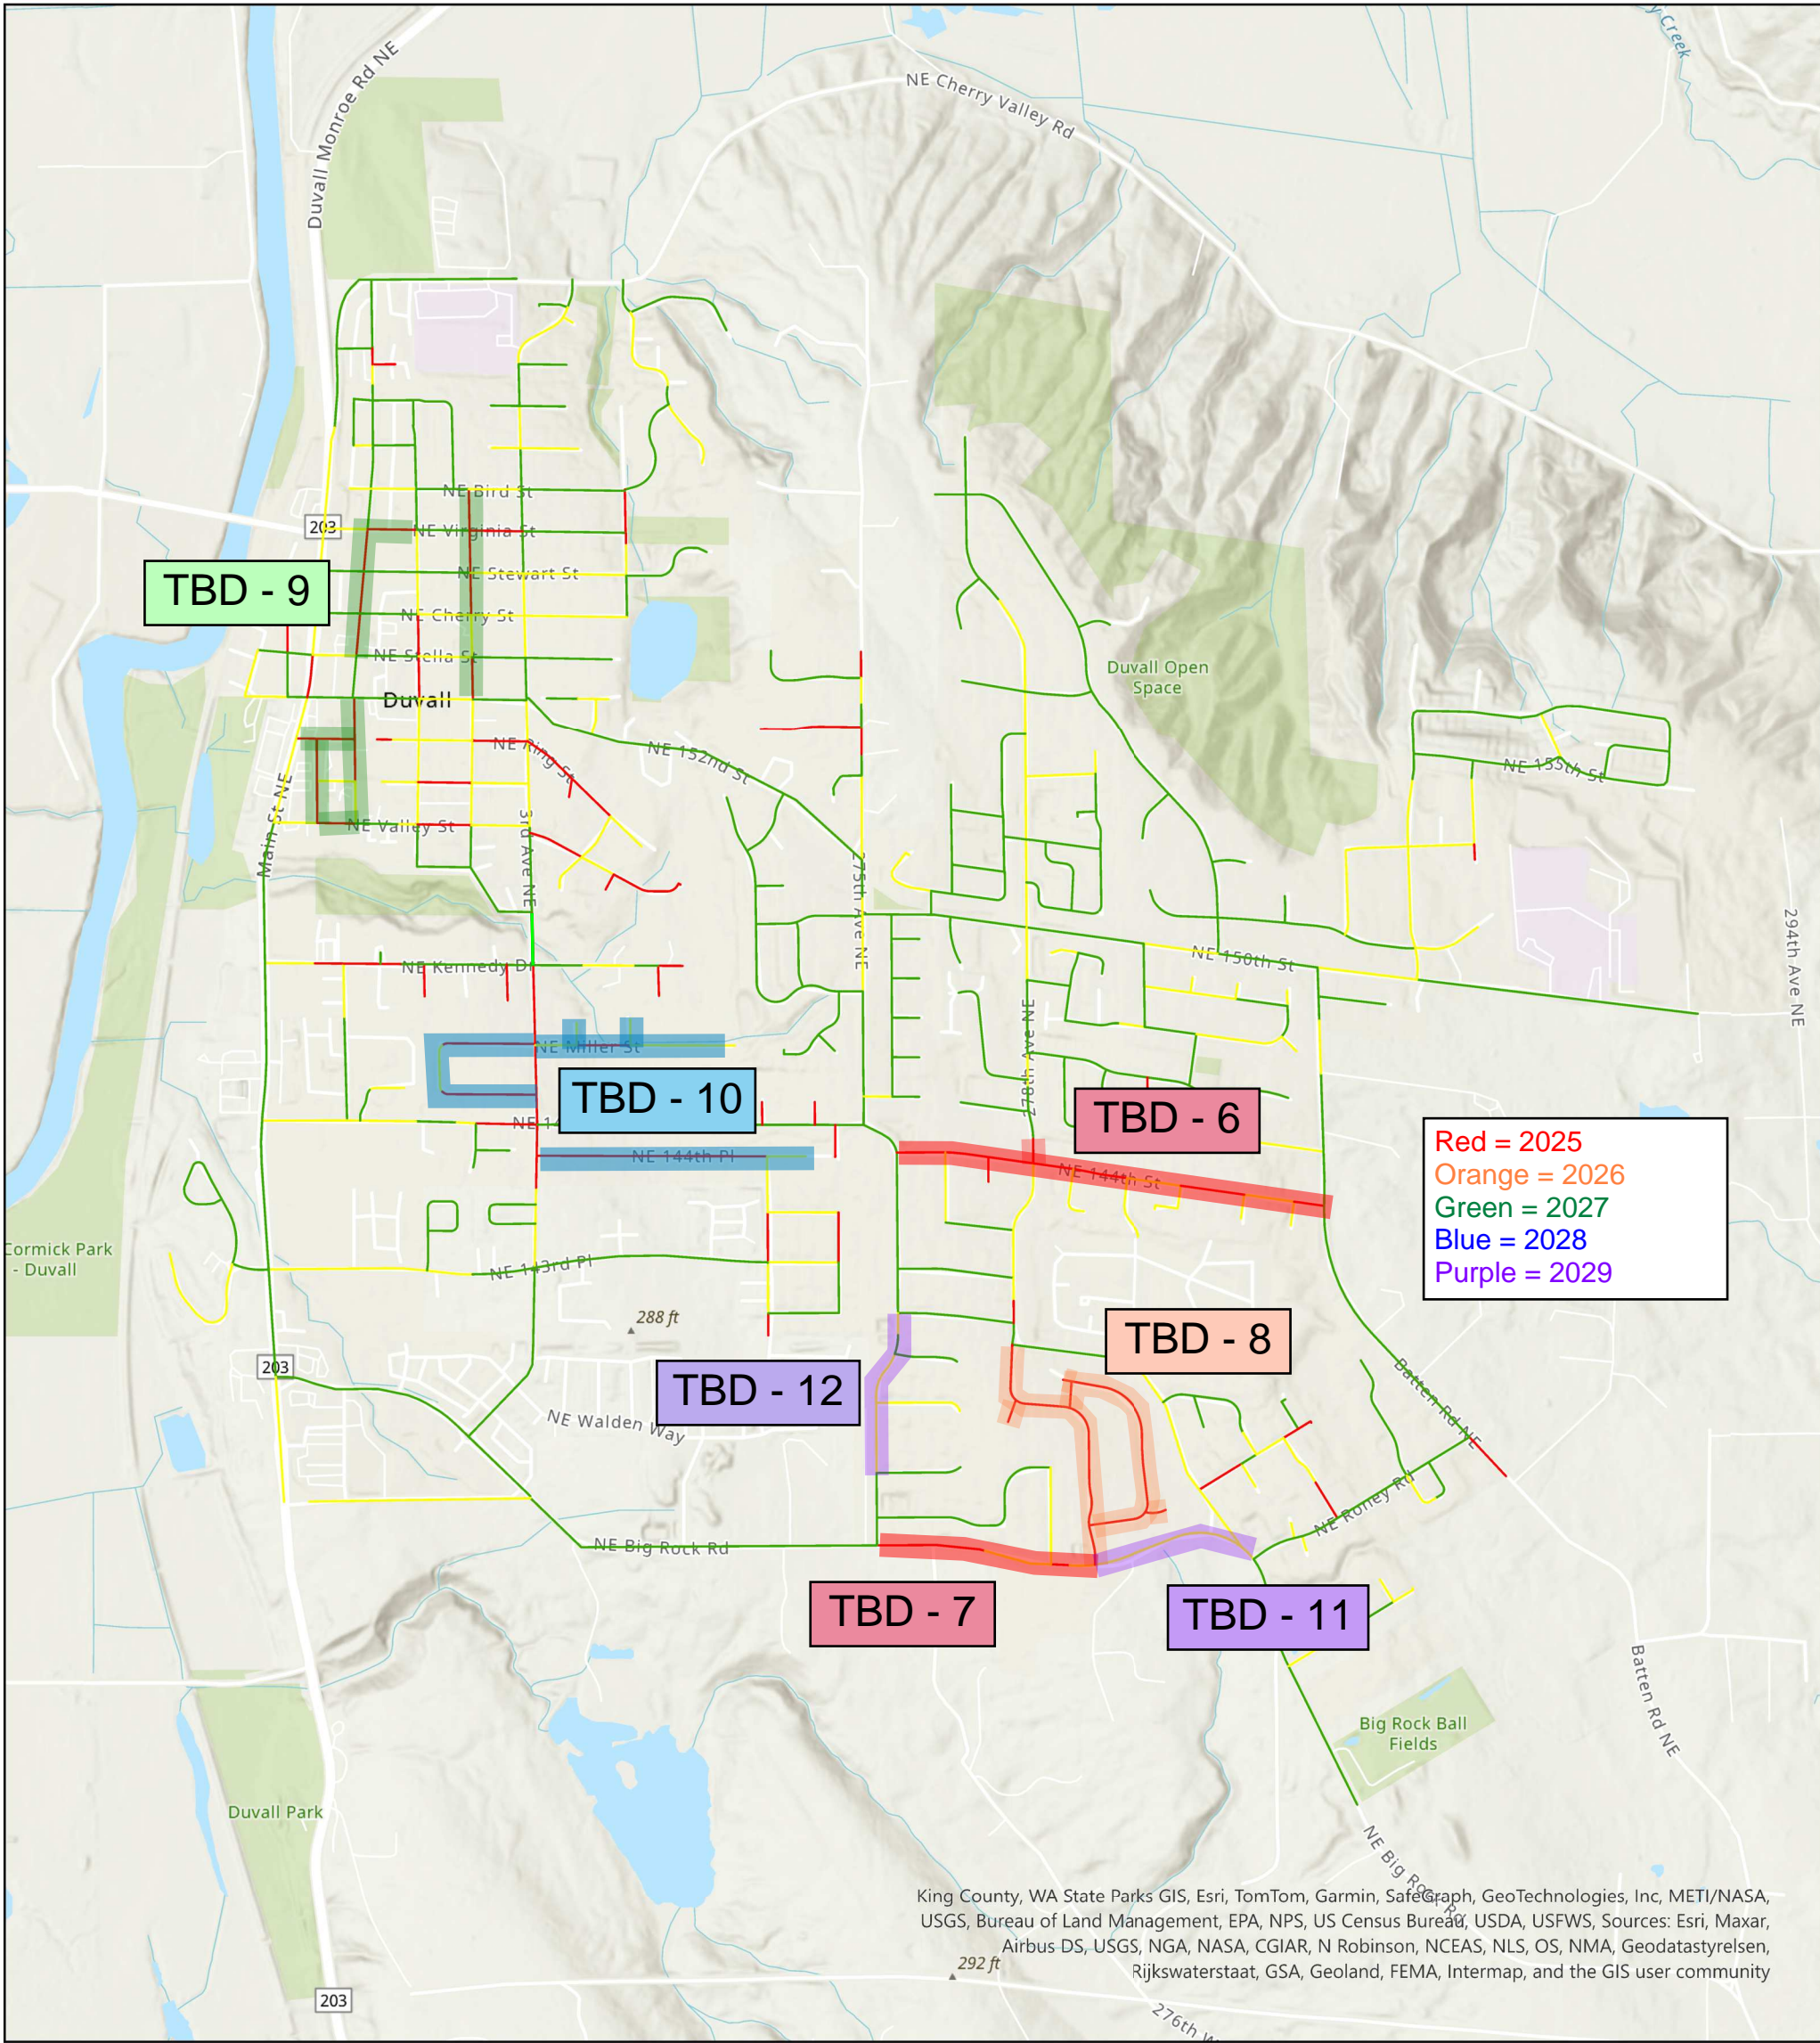 y Creek
Duvall Monroe Rd NE
NE Cherry Valley Rd
NE Bird St
203
NE Virginia St
TBD - 9
NE Stewart St
NE Cherry St
NE Stella St
Duvall Open
Space
Duvall
NE Ring St
NE 152nd St
NE 155th St
Main St NE
NE Valley St
3rd Ave NE
275th Ave NE
294th Ave NE
NE Kennedy Dr
NE 150th St
278th Ave NE
NE Miller St
TBD - 10
TBD - 6
NE 14
NE 144th Pl
NE 144th St
Red = 2025
Orange = 2026
Green = 2027
Blue = 2028
Purple = 2029
Cormick Park
- Duvall
NE 143rd Pl
288 ft
TBD - 8
203
TBD - 12
NE Walden Way
Batten Rd NE
NE Roney Rd
NE Big Rock Rd
TBD - 7
TBD - 11
Batten Rd NE
Big Rock Ball
Fields
Duvall Park
NE Big Rock Rd
King County, WA State Parks GIS, Esri, TomTom, Garmin, SafeGraph, GeoTechnologies, Inc, METI/NASA,
USGS, Bureau of Land Management, EPA, NPS, US Census Bureau, USDA, USFWS, Sources: Esri, Maxar,
Airbus DS, USGS, NGA, NASA, CGIAR, N Robinson, NCEAS, NLS, OS, NMA, Geodatastyrelsen,
Rijkswaterstaat, GSA, Geoland, FEMA, Intermap, and the GIS user community
292 ft
203
276th